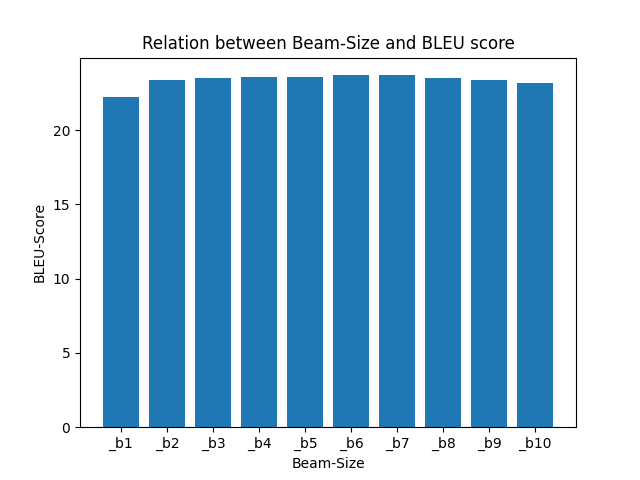 Relation between Beam-Size and BLEU score
BLEU-Score
20
15
10
5
0
_b1 _b2 _b3 _b4 _b5 _b6 _b7 _b8 _b9 _b10
Beam-Size